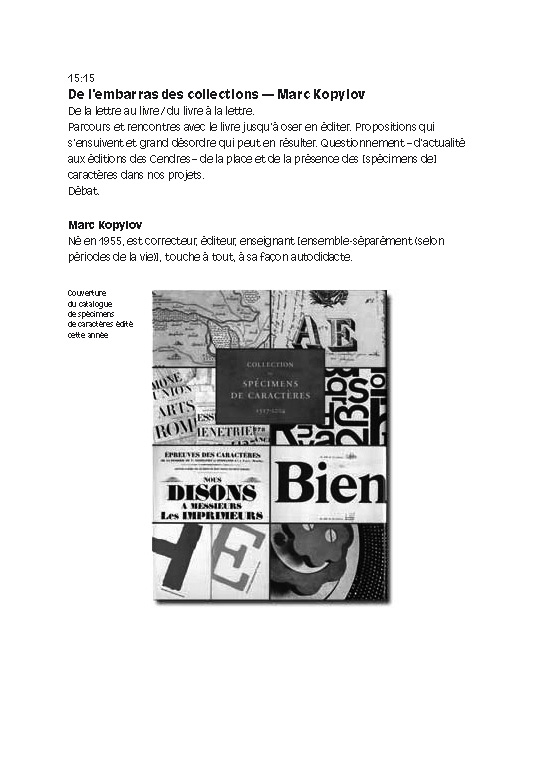 15:15
De l'embarras des collections — Marc Kopylov
De la lettre au livre / du livre à la lettre.
Parcours et rencontres avec le livre jusqu'à oser en éditer. Propositions qui
s'ensuivent et grand désordre qui peut en résulter. Questionnement – d'actualité
aux éditions des Cendres – de la place et de la présence des [spécimens de]
caractères dans nos projets.
Débat.
Marc Kopylov
Né en 1955, est correcteur, éditeur, enseignant [ensemble-séparément (selon
périodes de la vie)], touche à tout, à sa façon autodidacte.
Couverture
du catalogue
de spécimens
de caractères édité
cette année
AE
COLLECTION
SPÉCIMENS
DE CARACTÈRES
UNION
ARTS
ROM
ÉPREUVES DES CARACTÈRES
NOUS
DISONS
A MESSIEURS
Les IMPRIMEURS
Bien